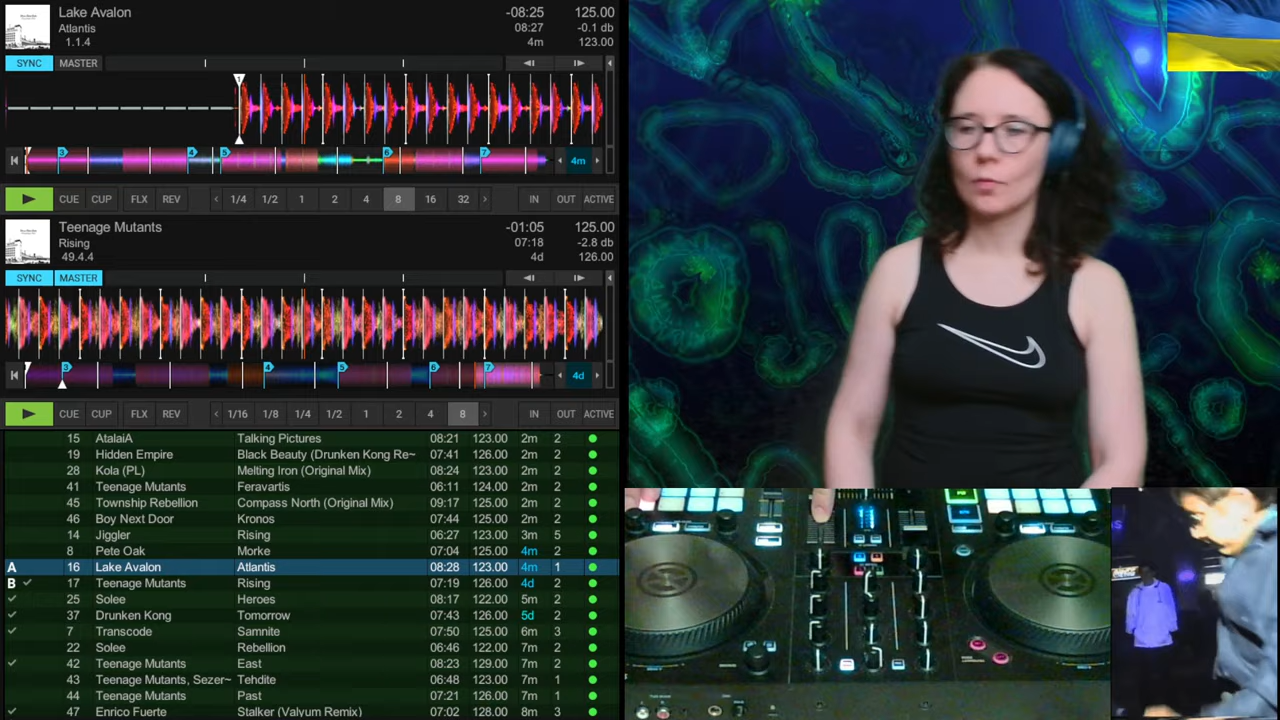 Lake Avalon -08:25 125.00
Atlantis 08:27 -0.1 db
1.1.4 4m 123.00
SYNC MASTER
1
3 4 5 6 7 4m
CUE CUP FLX REV 1/4 1/2 1 2 4 8 16 32 IN OUT ACTIVE
Teenage Mutants -01:05 125.00
Rising 07:18 -2.8 db
49.4.4 4d 126.00
SYNC MASTER
3 4 5 6 7 4d
CUE CUP FLX REV 1/16 1/8 1/4 1/2 1 2 4 8 IN OUT ACTIVE
15 AtalaiA Talking Pictures 08:21 123.00 2m 2
19 Hidden Empire Black Beauty (Drunken Kong Re~ 07:41 126.00 2m 2
28 Kola (PL) Melting Iron (Original Mix) 08:24 123.00 2m 2
41 Teenage Mutants Feravartis 06:11 124.00 2m 2
45 Township Rebellion Compass North (Original Mix) 09:17 125.00 2m 2
46 Boy Next Door Kronos 07:44 125.00 2m 2
14 Jiggler Rising 06:27 123.00 3m 5
8 Pete Oak Morke 07:04 125.00 4m 2
A 16 Lake Avalon Atlantis 08:28 123.00 4m 1
B 17 Teenage Mutants Rising 07:19 126.00 4d 2
25 Solee Heroes 08:17 122.00 5m 2
37 Drunken Kong Tomorrow 07:43 126.00 5d 2
7 Transcode Samnite 07:50 125.00 6m 3
22 Solee Rebellion 06:46 122.00 7m 2
42 Teenage Mutants East 08:23 129.00 7m 2
43 Teenage Mutants, Sezer~ Tehdite 06:48 123.00 7m 1
44 Teenage Mutants Past 07:21 126.00 7m 1
47 Enrico Fuerte Stalker (Valyum Remix) 07:02 128.00 8m 3